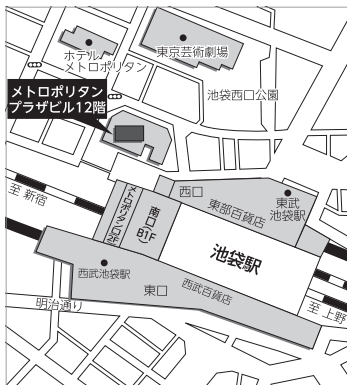 ホテル
メトロポリタン
東京芸術劇場
メトロポリタン
プラザビル12階
池袋西口公園
至 新宿
メトロポリタン口2F
南口
(B1F)
西口
東部百貨店
東武
池袋駅
池袋駅
西武池袋駅
東口
西武百貨店
明治通り
至 上野